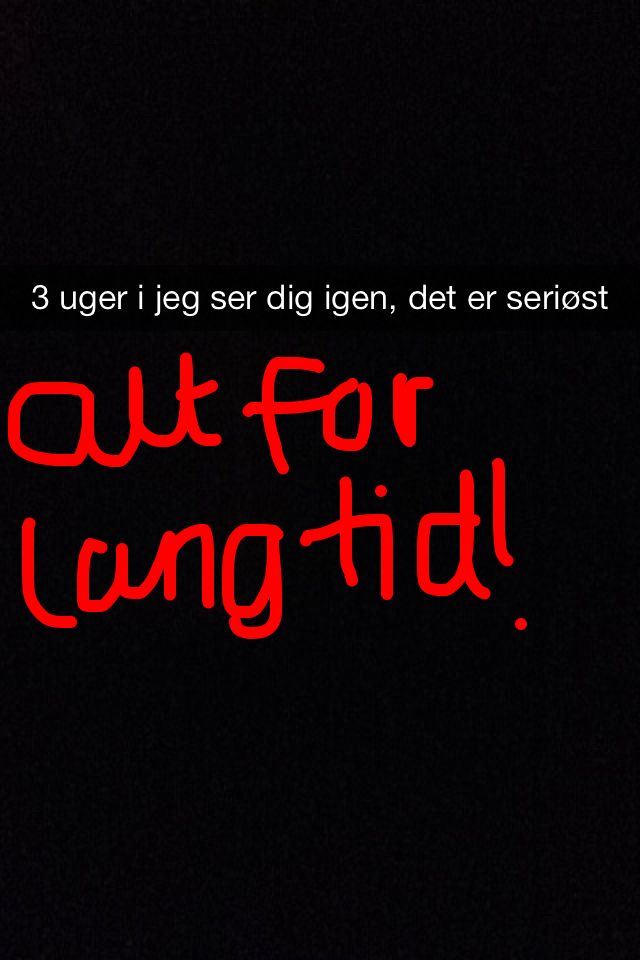 3 uger i jeg ser dig igen, det er seriøst
alt for
lang tid!